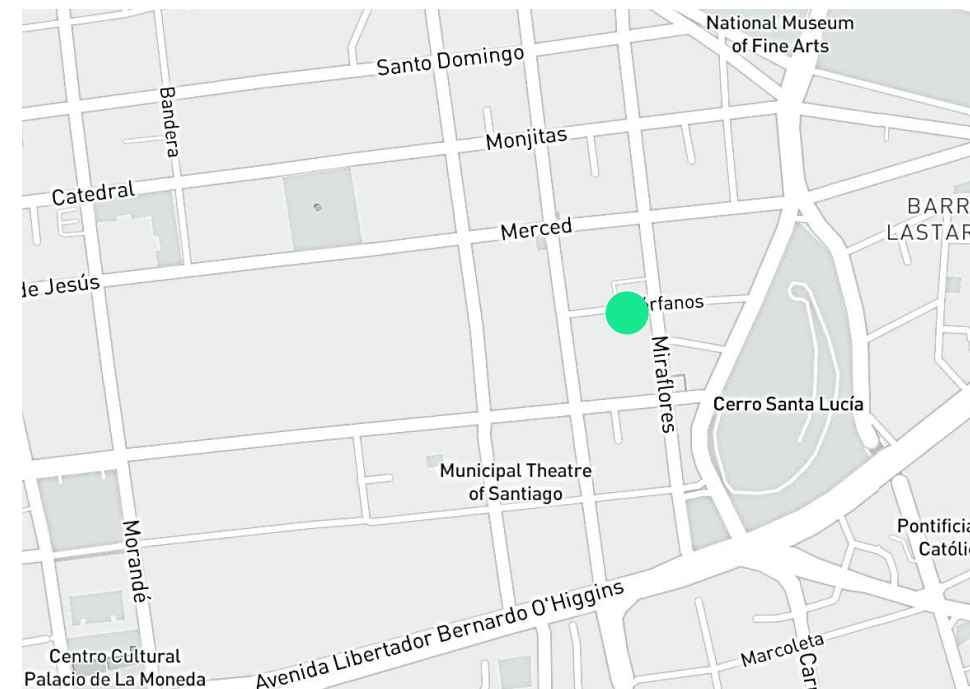 National Museum
of Fine Arts
Santo Domingo
Bandera
Monjitas
Catedral
BARR
LASTAR
Merced
de Jesús
rfanos
Miraflores
Cerro Santa Lucía
Municipal Theatre
of Santiago
Morandé
Pontificia
Católic
Avenida Libertador Bernardo O'Higgins
Marcoleta
Centro Cultural
Palacio de La Moneda
Car